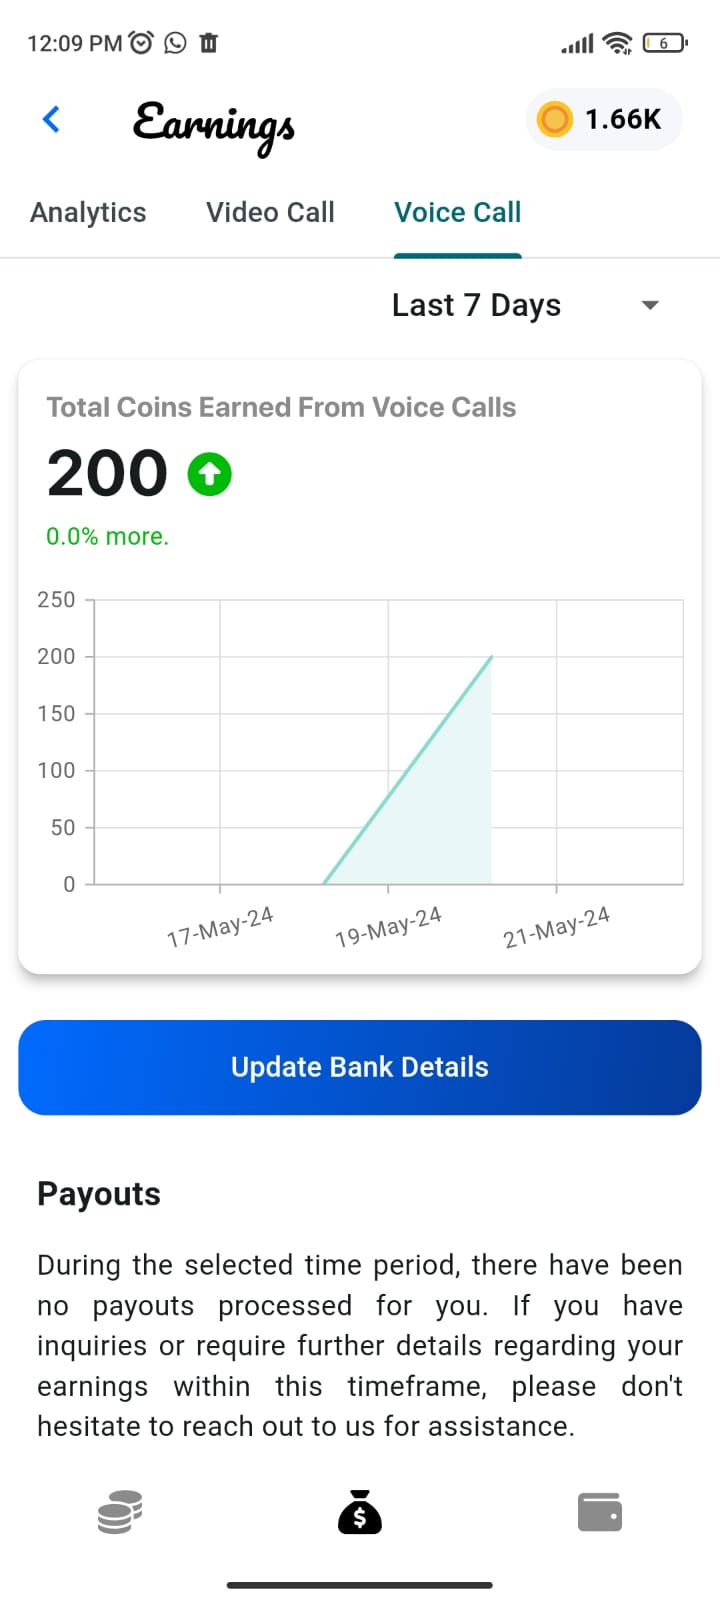 12:09 PM
6
Earnings
1.66K
Analytics Video Call Voice Call
Last 7 Days
Total Coins Earned From Voice Calls
200
0.0% more.
250
200
150
100
50
0
17-May-24 19-May-24 21-May-24
Update Bank Details
Payouts
During the selected time period, there have been
no payouts processed for you. If you have
inquiries or require further details regarding your
earnings within this timeframe, please don't
hesitate to reach out to us for assistance.
$